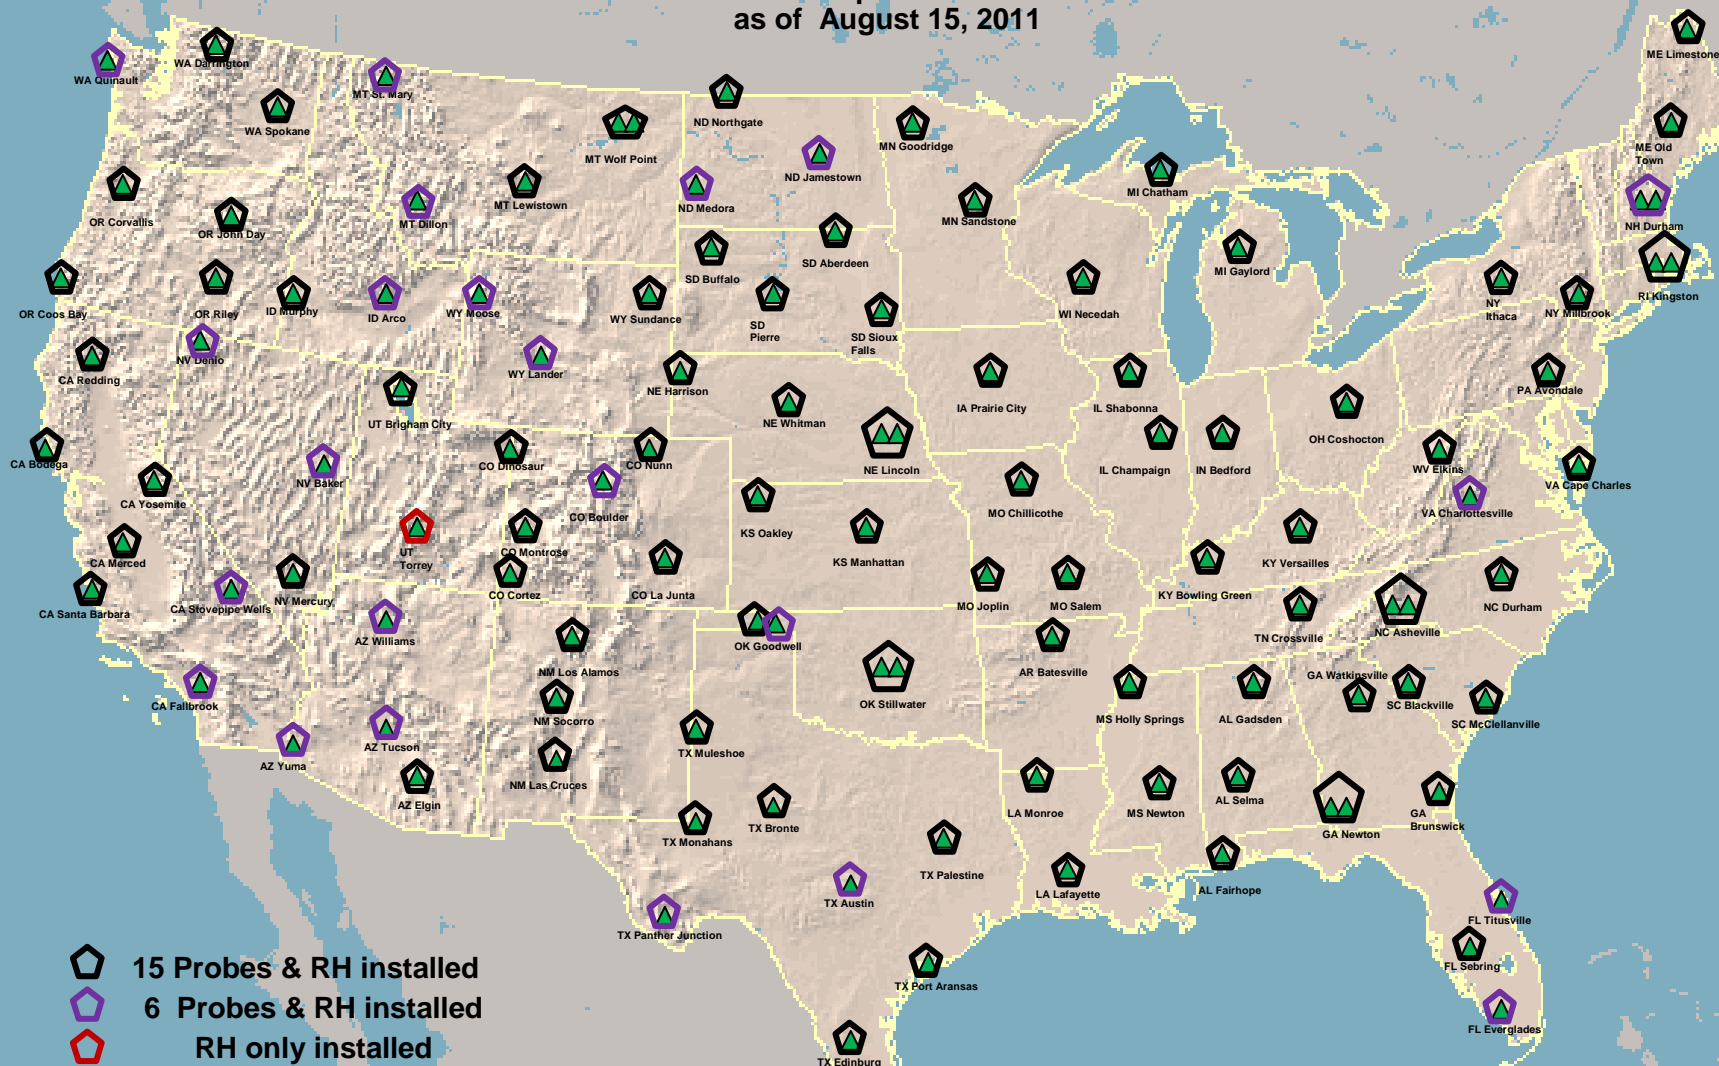 as of August 15, 2011
ME Limestone
WA Darrington
WA Quinault
MT St. Mary
ND Northgate
WA Spokane
MT Wolf Point
MN Goodridge
ME Old
Town
ND Jamestown
MI Chatham
MT Lewistown
ND Medora
OR Corvallis
MT Dillon
MN Sandstone
NH Durham
OR John Day
SD Aberdeen
SD Buffalo
MI Gaylord
RI Kingston
OR Coos Bay
OR Riley
ID Murphy
ID Arco
WY Moose
WY Sundance
SD
Pierre
SD Sioux
Falls
WI Necedah
NY
Ithaca
NY Millbrook
NV Denio
CA Redding
WY Lander
NE Harrison
PA Avondale
UT Brigham City
NE Whitman
IA Prairie City
IL Shabonna
OH Coshocton
CA Bodega
CO Dinosaur
CO Nunn
NE Lincoln
IL Champaign
IN Bedford
WV Elkins
NV Baker
VA Cape Charles
CA Yosemite
CO Boulder
MO Chillicothe
VA Charlottesville
KS Oakley
UT
Torrey
CO Montrose
KS Manhattan
KY Versailles
CA Merced
CO Cortez
CO La Junta
KY Bowling Green
CA Santa Barbara
CA Stovepipe Wells
NV Mercury
MO Joplin
MO Salem
NC Durham
AZ Williams
OK Goodwell
TN Crossville
NC Asheville
NM Los Alamos
AR Batesville
GA Watkinsville
CA Fallbrook
OK Stillwater
SC Blackville
NM Socorro
MS Holly Springs
AL Gadsden
SC McClellanville
AZ Tucson
TX Muleshoe
AZ Yuma
NM Las Cruces
AZ Elgin
TX Bronte
AL Selma
LA Monroe
MS Newton
GA
Brunswick
TX Monahans
GA Newton
TX Palestine
LA Lafayette
AL Fairhope
TX Austin
FL Titusville
TX Panther Junction
FL Sebring
TX Port Aransas
FL Everglades
TX Edinburg
15 Probes & RH installed
6 Probes & RH installed
RH only installed